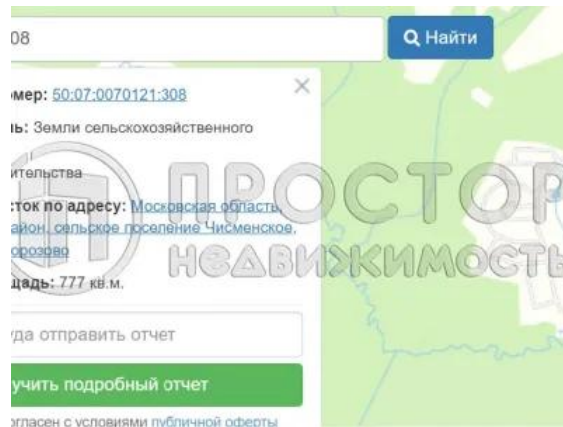 08
Найти
мер: 50:07:0070121:308
ь: Земли сельскохозяйственного
ительства
сток по адресу: Московская область,
айон, сельское поселение Чисменское,
орозово
щадь: 777 кв.м.
ПРОСТОР
НЕДВИЖИМОСТЬ
уда отправить отчет
учить подробный отчет
огласен с условиями публичной оферты